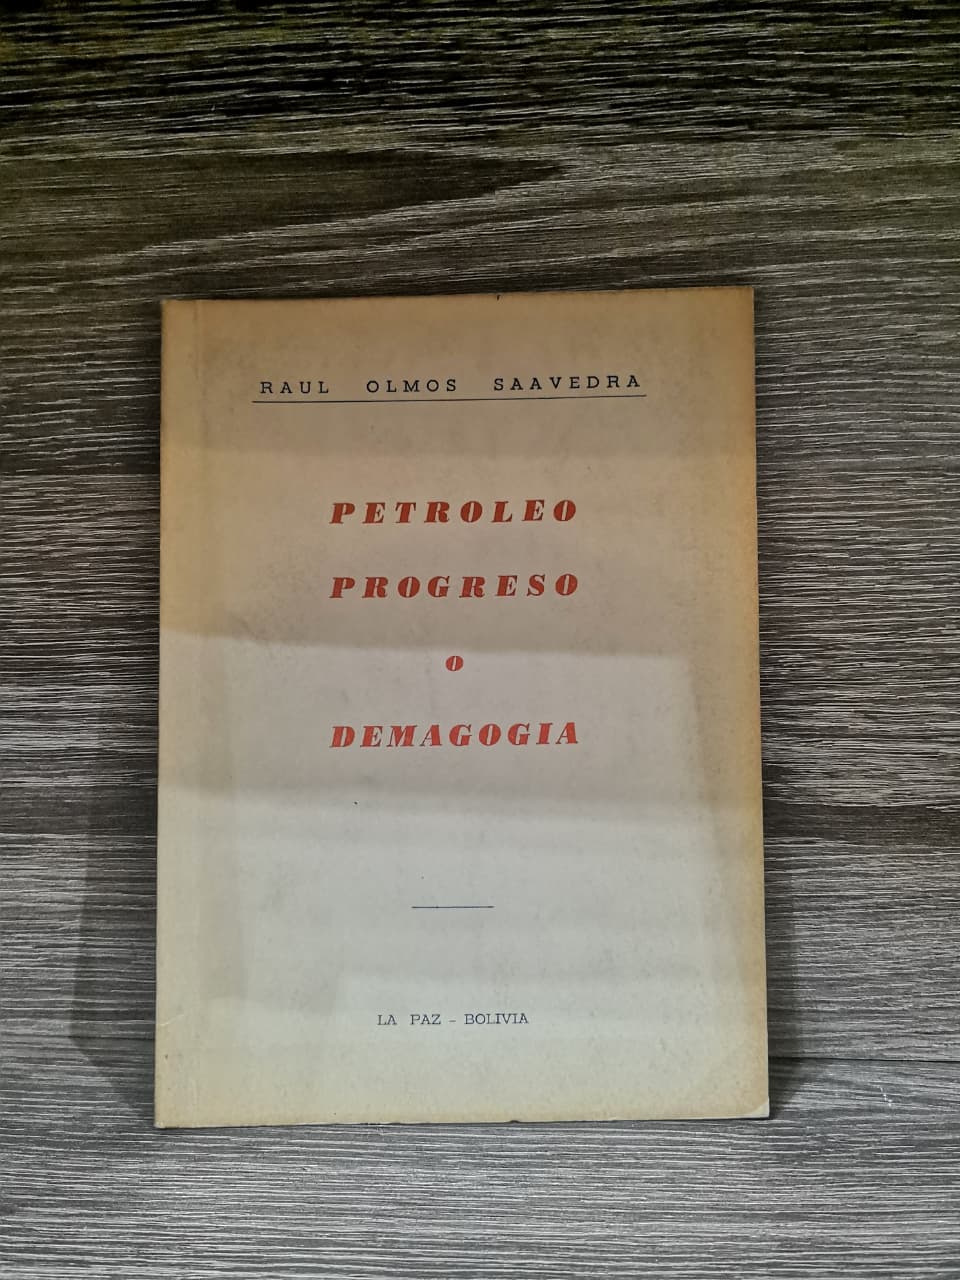 RAUL OLMOS SAAVEDRA
PETROLEO
PROGRESO
O
DEMAGOGIA
LA PAZ - BOLIVIA